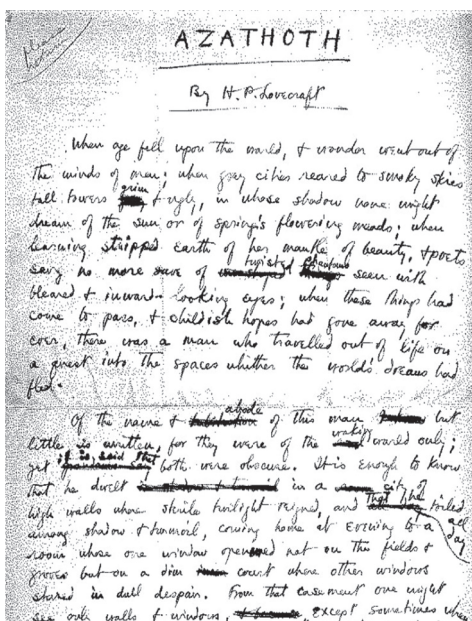 AZATHOTH
By H. P. Lovecraft
When age fell upon the world, & wonder went out of
the minds of men; when grey cities reared to smoky skies
tall towers grim & ugly, in whose shadow none might
dream of the sun or of spring's flowering meads; when
learning stripped earth of her mantle of beauty, & poets
sang no more save of twisted phantoms seen with
bleared & inward-looking eyes; when these things had
come to pass, & childish hopes had gone away for
ever, there was a man who travelled out of life on
a quest into the spaces whither the world's dreams had
fled.
Of the name & abode of this man but
little is written, for they were of the waking world only;
yet it is said that both were obscure. It is enough to know
that he dwelt in a city of
high walls where sterile twilight reigned, and that he toiled all day
among shadow & turmoil, coming home at evening to a
room whose one window opened not on the fields &
groves but on a dim court where other windows
stared in dull despair. From that casement one might
see only walls & windows, except sometimes when